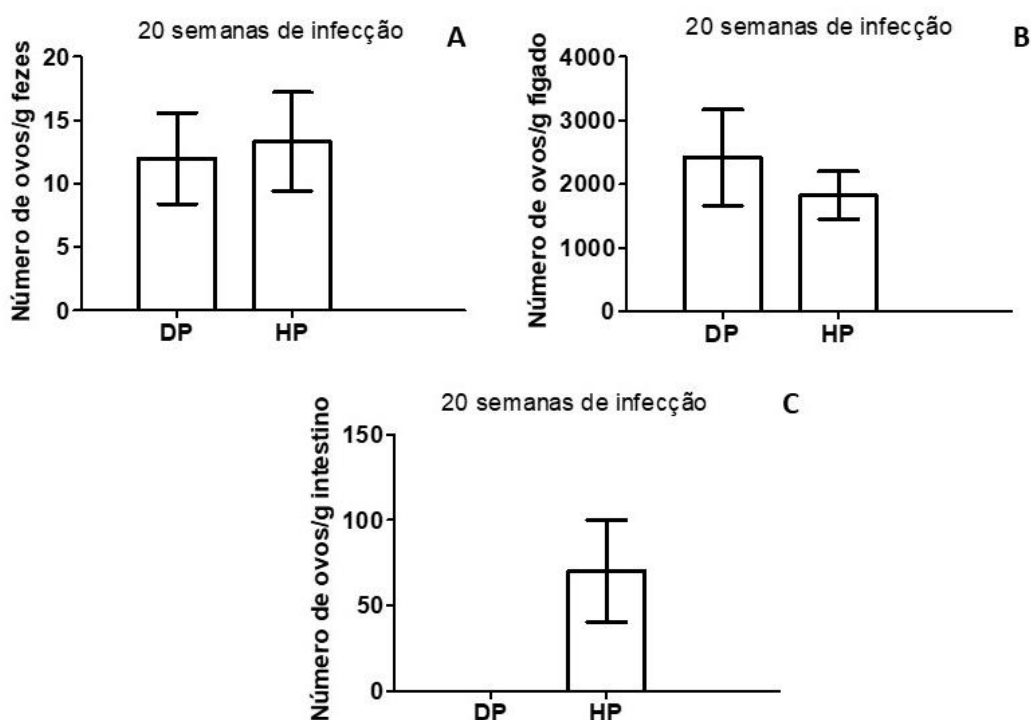 20 semanas de infecção
A
Número de ovos/g fezes
20
15
10
5
0
DP HP
20 semanas de infecção
B
Número de ovos/g fígado
4000
3000
2000
1000
0
DP HP
20 semanas de infecção
C
Número de ovos/g intestino
150
100
50
0
DP HP